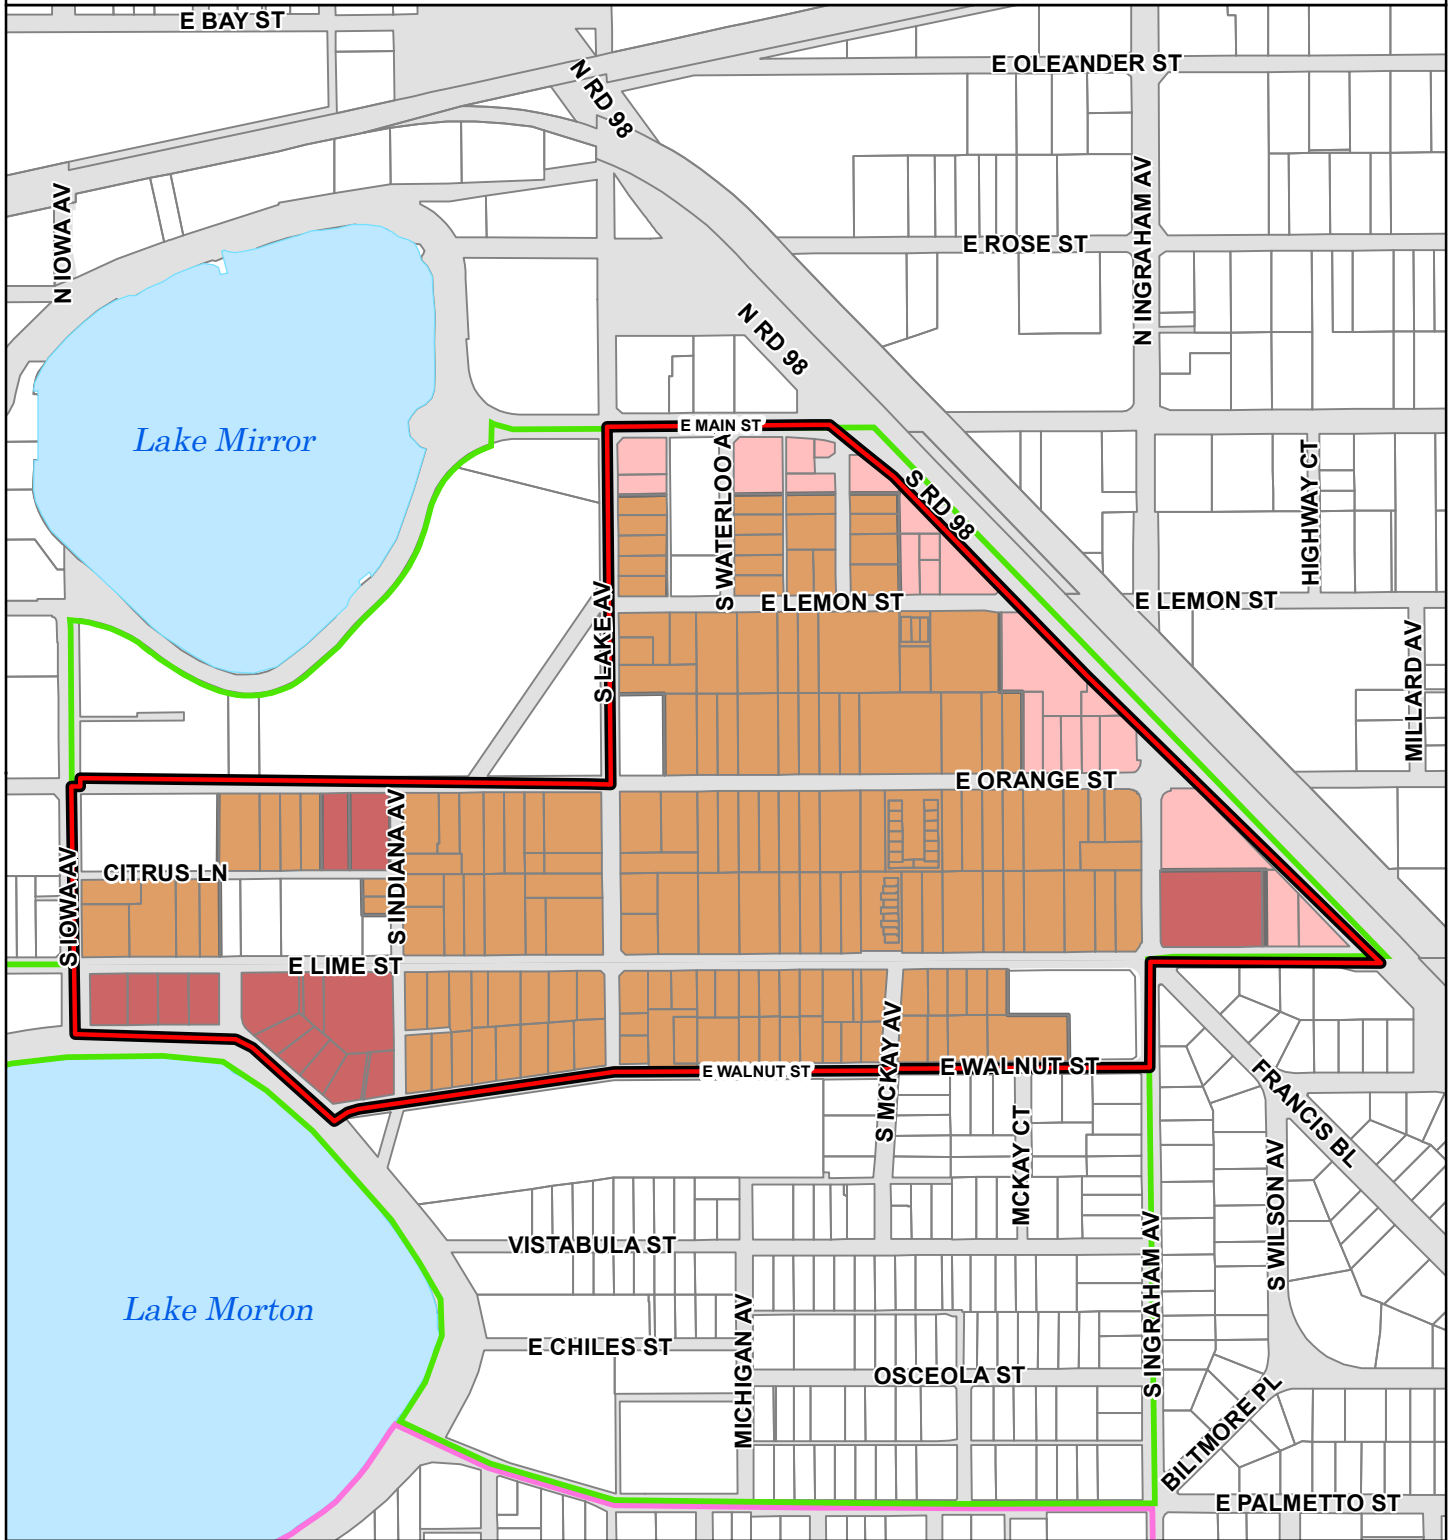 E BAY ST
E OLEANDER ST
N RD 98
N IOWA AV
N INGRAHAM AV
E ROSE ST
N RD 98
Lake Mirror
E MAIN ST
S WATERLOO A
S RD 98
HIGHWAY CT
S LAKE AV
E LEMON ST
E LEMON ST
MILLARD AV
E ORANGE ST
S INDIANA AV
CITRUS LN
S IOWA AV
E LIME ST
S MCKAY AV
E WALNUT ST
E WALNUT ST
FRANCIS BL
MCKAY CT
S WILSON AV
VISTABULA ST
S INGRAHAM AV
Lake Morton
MICHIGAN AV
E CHILES ST
OSCEOLA ST
BILTMORE PL
E PALMETTO ST